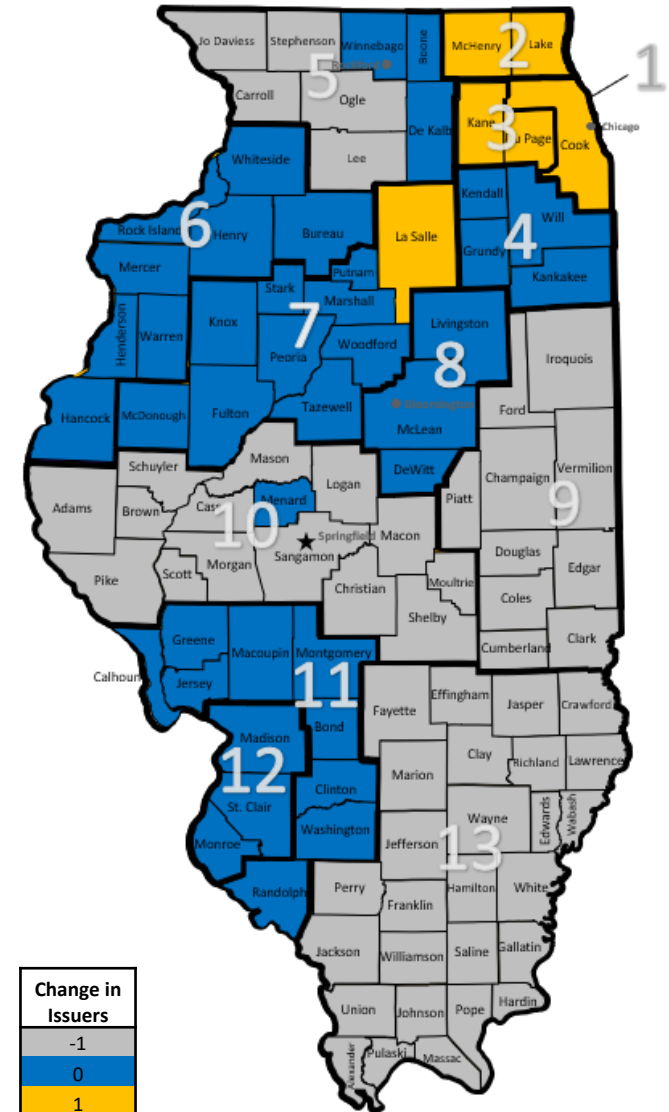 Jo Daviess
Stephenson
Winnebago
Boone
McHenry
Lake
2
1
Rockford
5
Carroll
Ogle
De Kalb
Kane
3
Du Page
Cook
Chicago
Whiteside
Lee
Kendall
Will
Rock Island
6
Henry
Bureau
La Salle
Grundy
4
Mercer
Putnam
Kankakee
Stark
Marshall
Henderson
Warren
Knox
7
Livingston
Peoria
Woodford
8
Iroquois
Hancock
McDonough
Fulton
Tazewell
Bloomington
McLean
Ford
Mason
Schuyler
DeWitt
Logan
Champaign
Vermilion
Adams
Brown
Menard
Piatt
9
10
Springfield
Macon
Sangamon
Douglas
Edgar
Pike
Scott
Morgan
Christian
Moultrie
Coles
Shelby
Greene
Macoupin
Montgomery
Cumberland
Clark
Calhoun
Jersey
11
Effingham
Jasper
Crawford
Fayette
Bond
Madison
12
Clay
Richland
Lawrence
Marion
Clinton
St. Clair
Wayne
Edwards
Wabash
Washington
Jefferson
13
Monroe
Perry
Hamilton
White
Randolph
Franklin
Jackson
Williamson
Saline
Gallatin
Union
Johnson
Pope
Hardin
Alexander
Pulaski
Massac
Change in
Issuers
-1
0
1